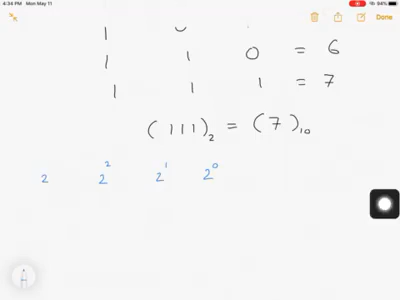 4:34 PM Mon May 11
94%
Done
1 1 0 = 6
1 1 1 = 7
(111)₂ = (7)₁₀
2 2² 2¹ 2⁰